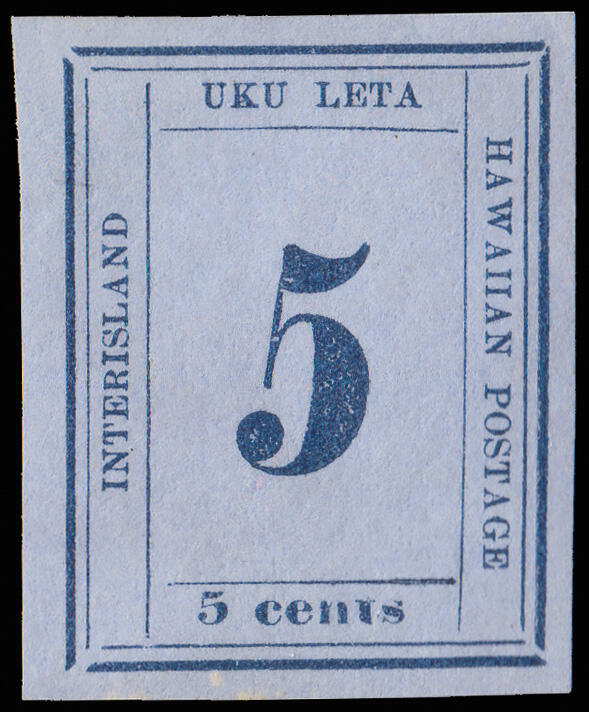 UKU LETA
INTERISLAND
5
HAWAIIAN POSTAGE
5 cents